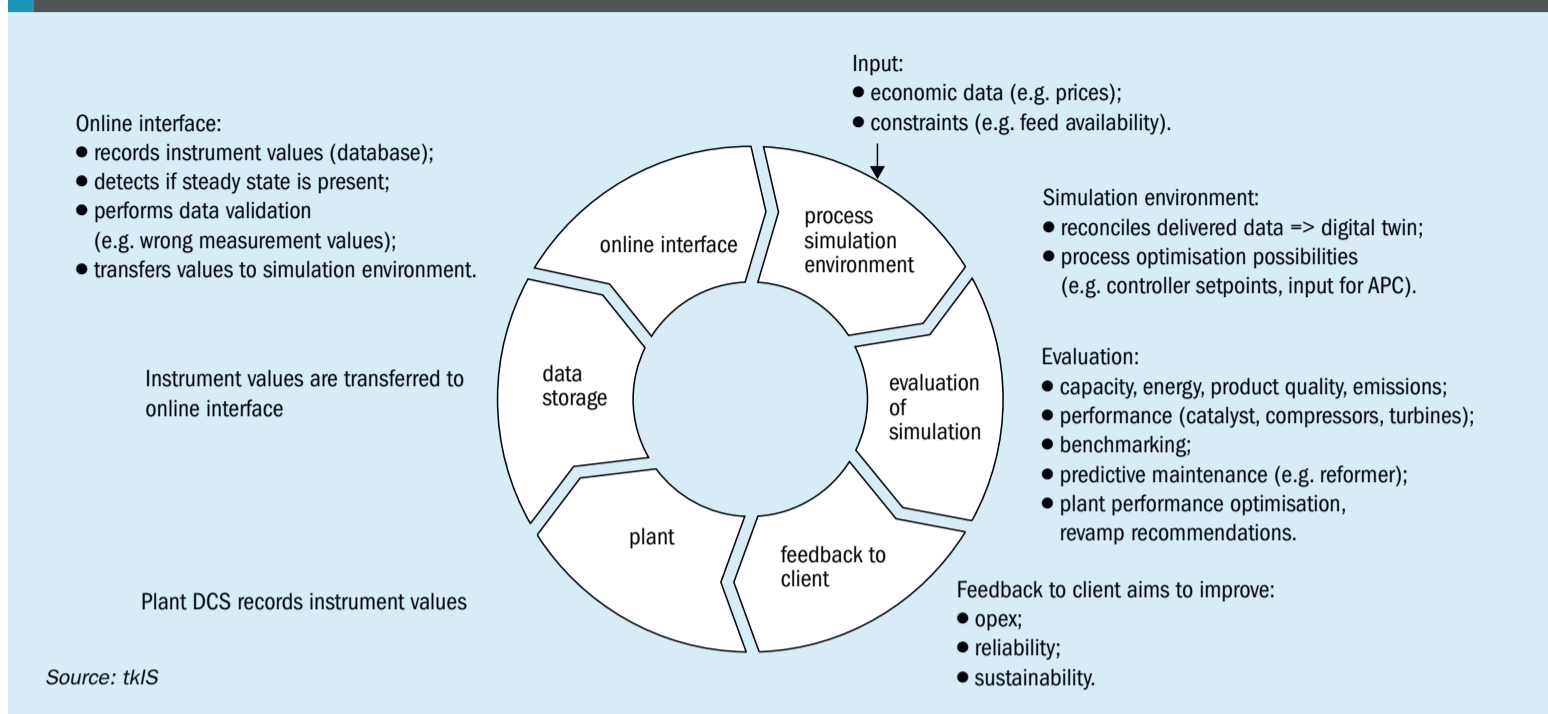 Input:
● economic data (e.g. prices);
● constraints (e.g. feed availability).
Online interface:
● records instrument values (database);
● detects if steady state is present;
● performs data validation
(e.g. wrong measurement values);
● transfers values to simulation environment.
online interface
process
simulation
environment
Simulation environment:
● reconciles delivered data => digital twin;
● process optimisation possibilities
(e.g. controller setpoints, input for APC).
Instrument values are transferred to
online interface
data
storage
evaluation
of
simulation
Evaluation:
● capacity, energy, product quality, emissions;
● performance (catalyst, compressors, turbines);
● benchmarking;
● predictive maintenance (e.g. reformer);
● plant performance optimisation,
revamp recommendations.
Plant DCS records instrument values
plant
feedback to
client
Feedback to client aims to improve:
● opex;
● reliability;
● sustainability.
Source: tkIS